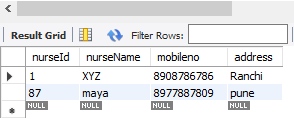 Result Grid Filter Rows:
nurseId nurseName mobileno address
1 XYZ 8908786786 Ranchi
87 maya 8977887809 pune
NULL NULL NULL NULL